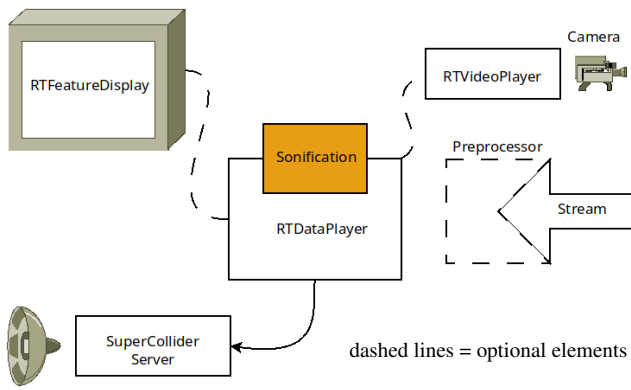 Camera
RTFeatureDisplay
RTVideoPlayer
Preprocessor
Sonification
Stream
RTDataPlayer
SuperCollider
Server
dashed lines = optional elements